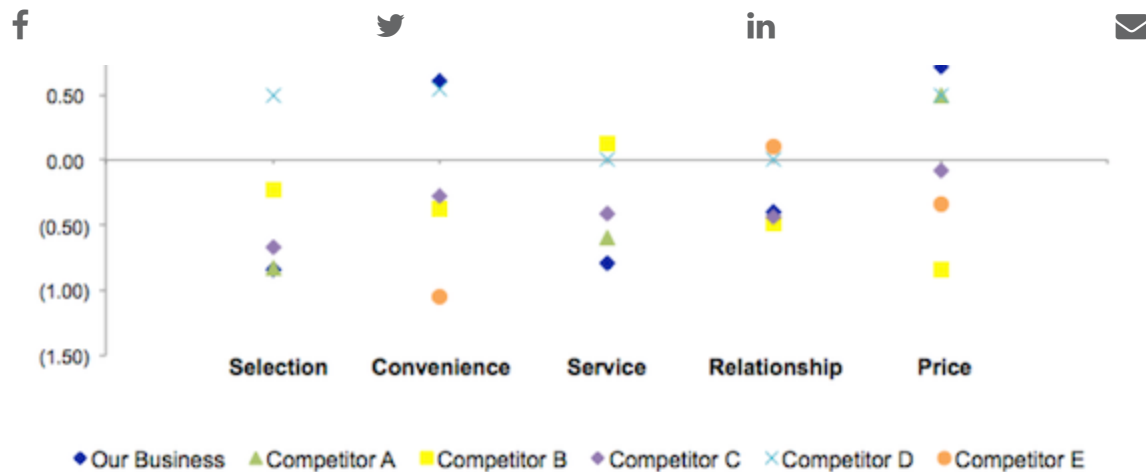 0.50
0.00
(0.50)
(1.00)
(1.50)
Selection Convenience Service Relationship Price
Our Business Competitor A Competitor B Competitor C Competitor D Competitor E